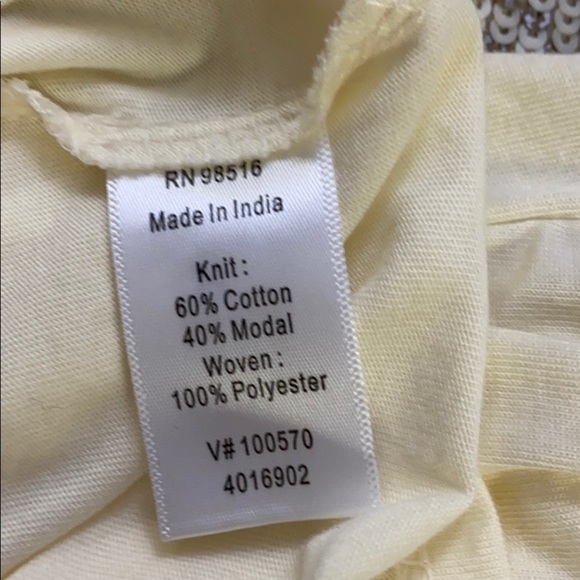 RN 98516
Made In India
Knit :
60% Cotton
40% Modal
Woven :
100% Polyester
V# 100570
4016902